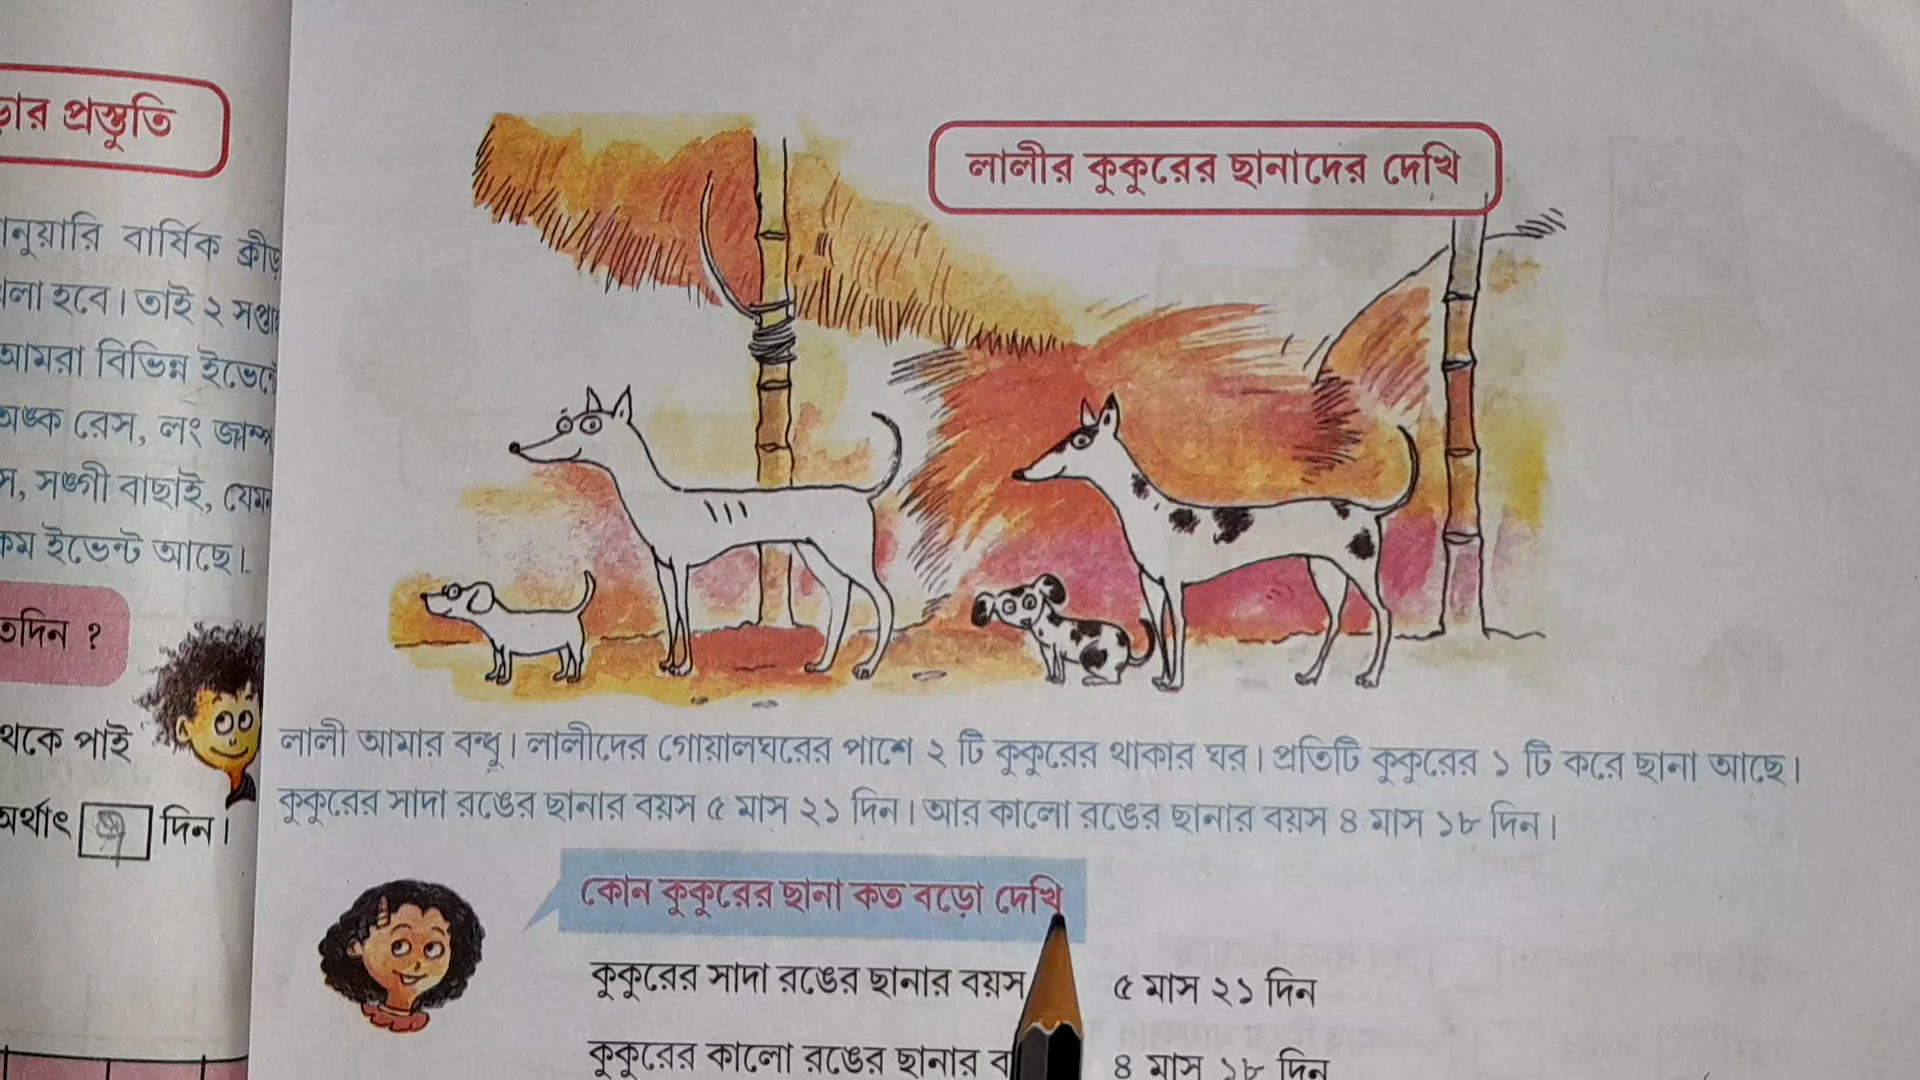 প্রস্তুতি
বার্ষিক
হবে। তাই ২
আমরা বিভিন্ন
রেস, লং জাম্প
সঙ্গী বাছাই,
ইভেন্ট আছে।
?
পাই
অর্থাৎ দিন।
লালীর কুকুরের ছানাদের দেখি
লালী আমার বন্ধু। লালীদের গোয়ালঘরের পাশে ২ টি কুকুরের থাকার ঘর। প্রতিটি কুকুরের ১ টি করে ছানা আছে।
কুকুরের সাদা রঙের ছানার বয়স ৫ মাস ২১ দিন। আর কালো রঙের ছানার বয়স ৪ মাস ১৮ দিন।
কোন কুকুরের ছানা কত বড়ো দেখি
কুকুরের সাদা রঙের ছানার বয়স ৫ মাস ২১ দিন
কুকুরের কালো রঙের ছানার ৪ মাস ১৮ দিন